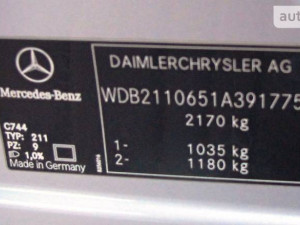 DAIMLERCHRYSLER AG
WDB2110651A391775
2170 kg
1- 1035 kg
2- 1180 kg
Mercedes-Benz
C744
TYP: 211
PZ: 9
1,0%
Made in Germany